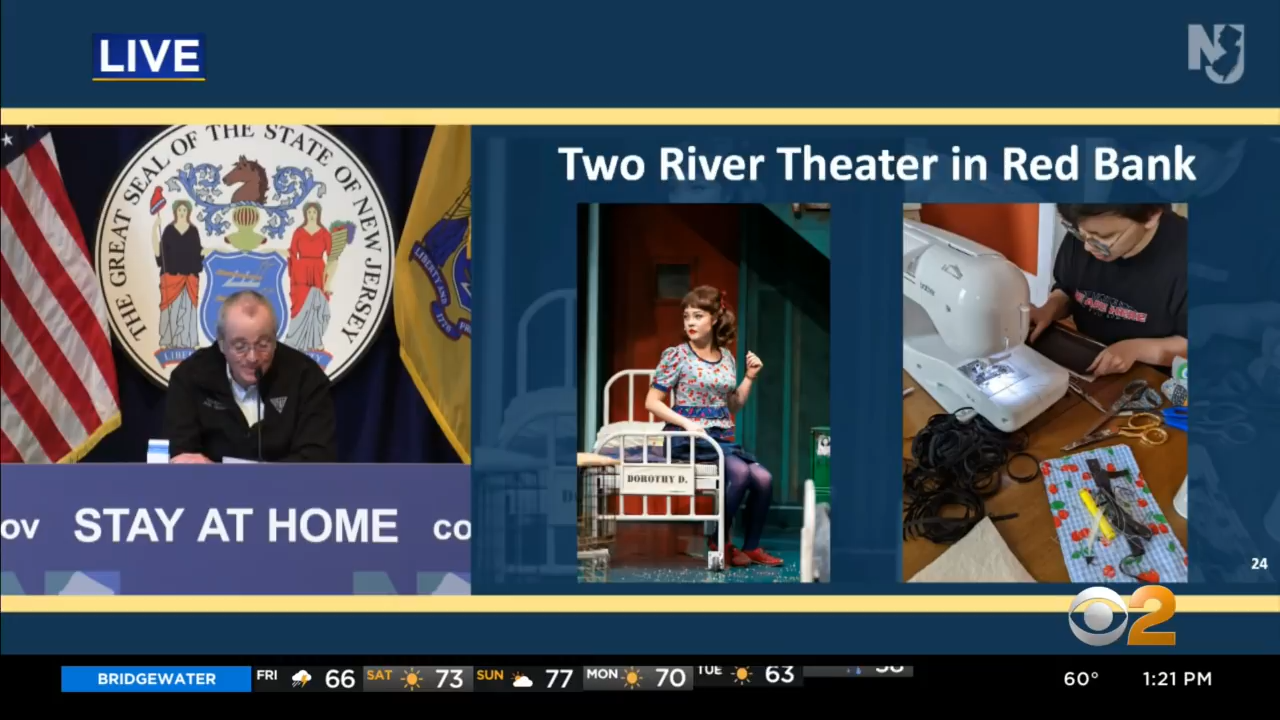 LIVE
NJ
THE GREAT SEAL OF THE STATE OF NEW JERSEY
LIBERTY AND
1776
Two River Theater in Red Bank
DOROTHY D.
ov STAY AT HOME co
24
2
BRIDGEWATER FRI 66 SAT 73 SUN 77 MON 70 TUE 63
60° 1:21 PM